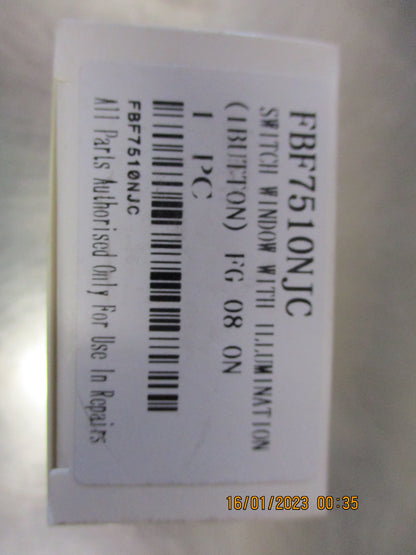 FBF7510NJC
SWITCH WINDOW WITH ILLUMINATION
(1BUTTON) FG 08 ON
1 PC
FBF7510NJC
All Parts Authorised Only For Use In Repairs
16/01/2023 00:35